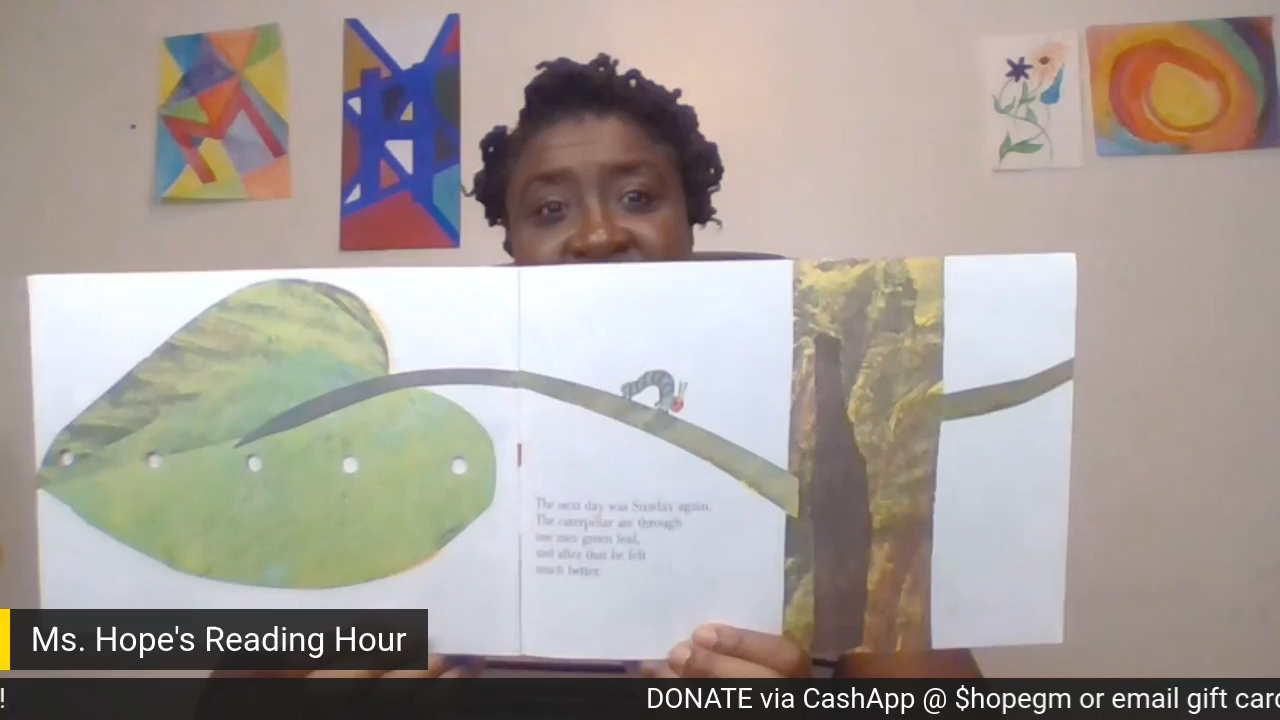 The next day was Sunday again.
The caterpillar ate through
one nice green leaf,
and after that he felt
much better.
Ms. Hope's Reading Hour
! DONATE via CashApp @ $hopegm or email gift card